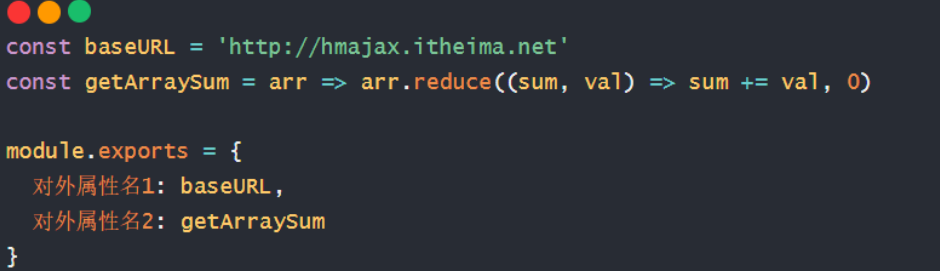 const baseURL = 'http://hmajax.itheima.net'
const getArraySum = arr => arr.reduce((sum, val) => sum += val, 0)
module.exports = {
对外属性名1: baseURL,
对外属性名2: getArraySum
}